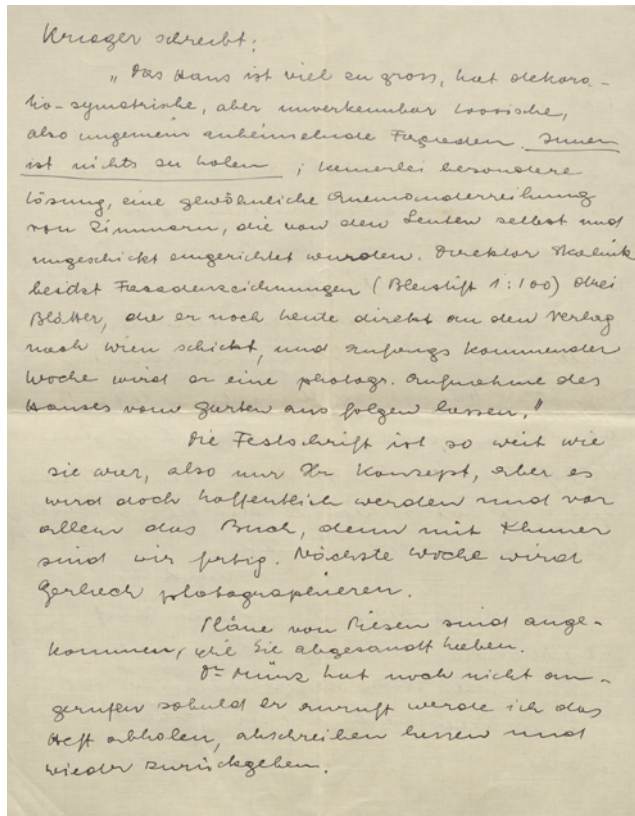 Krueger schreibt:
„Das Haus ist viel zu gross, hat dekora-
tiv-symetrische, aber unverkennbar Loosische,
also ungemein anheimelnde Façaden. Innen
ist nichts zu holen; keinerlei besondere
Lösung, eine gewöhnliche Aneinanderreihung
von Zimmern, die von den Leuten selbst und
ungeschickt eingerichtet wurden. Direktor
besitzt Fassadenzeichnungen (Bleistift 1:100) drei
Blätter, die er noch heute direkt an den Verlag
nach Wien schickt, und anfangs kommender
Woche wird er eine photogr. Aufnahme des
Hauses vom Garten aus folgen lassen."
Die Festschrift ist so weit wie
sie war, also nur Ihr Konzept, aber es
wird doch hoffentlich werden und vor
allem das Buch, denn mit Khuner
sind wir fertig. Nächste Woche wird
Gerlach photographieren.
Pläne von Pilsen sind ange-
kommen, die Sie abgesandt haben.
Dr. Münz hat noch nicht an-
gerufen sobald er anruft werde ich das
Heft abholen, abschreiben lassen und
wieder zurückgeben.